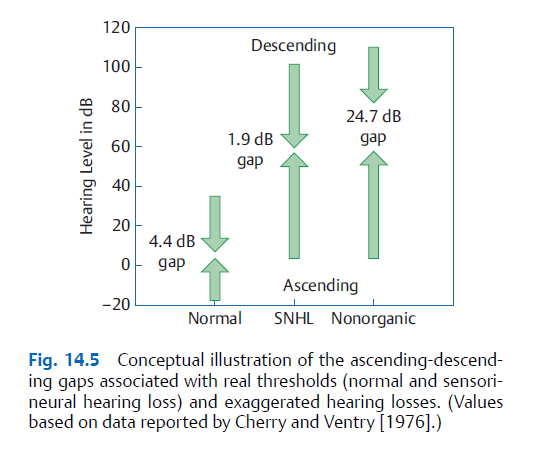 Hearing Level in dB
120
100
80
60
40
20
0
–20
Descending
4.4 dB
gap
1.9 dB
gap
24.7 dB
gap
Ascending
Normal
SNHL
Nonorganic
Fig. 14.5 Conceptual illustration of the ascending-descend-
ing gaps associated with real thresholds (normal and sensori-
neural hearing loss) and exaggerated hearing losses. (Values
based on data reported by Cherry and Ventry [1976].)